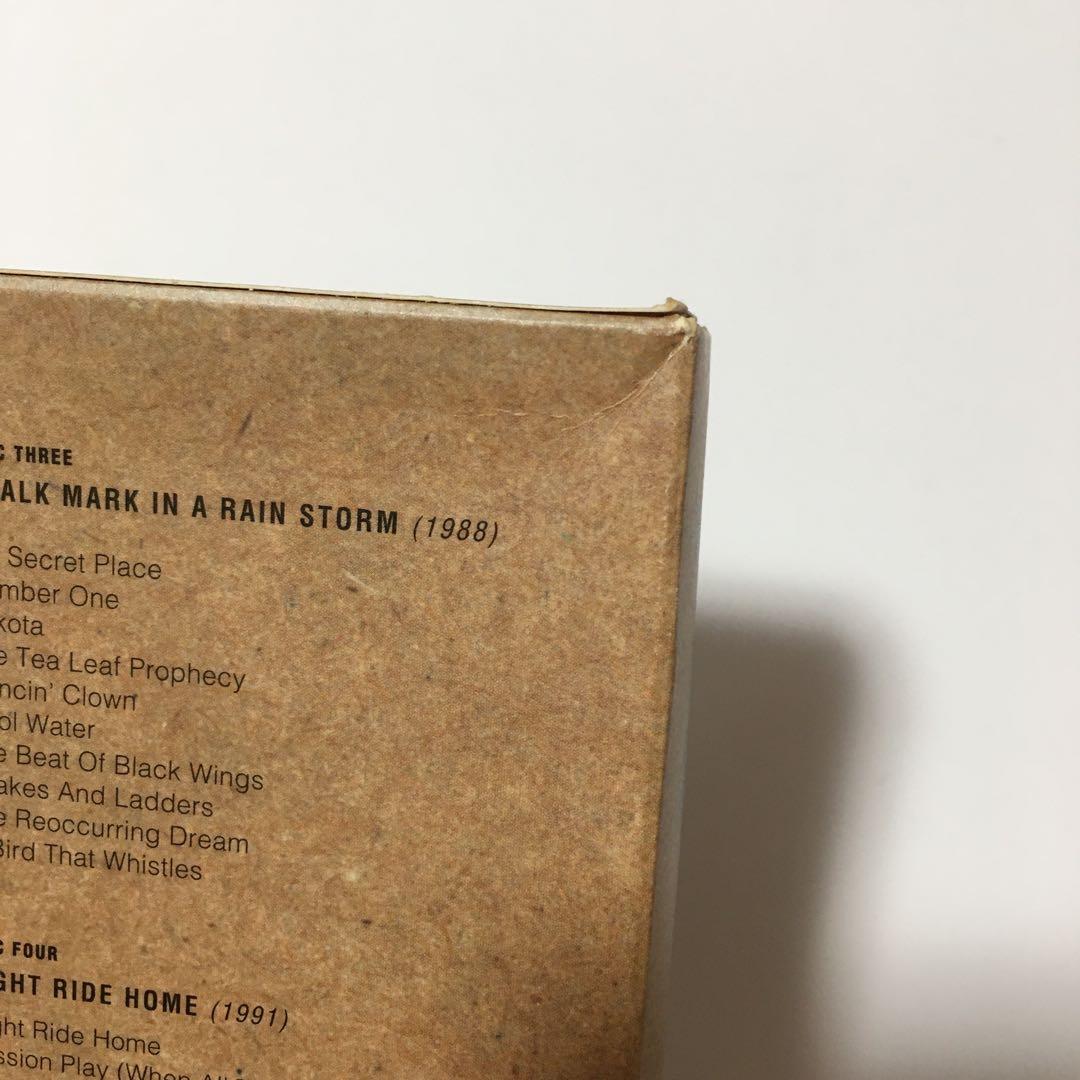 C THREE
ALK MARK IN A RAIN STORM (1988)
Secret Place
mber One
kota
e Tea Leaf Prophecy
ncin' Clown
ol Water
e Beat Of Black Wings
akes And Ladders
e Reoccurring Dream
Bird That Whistles
C FOUR
GHT RIDE HOME (1991)
ght Ride Home
ssion Play (When All